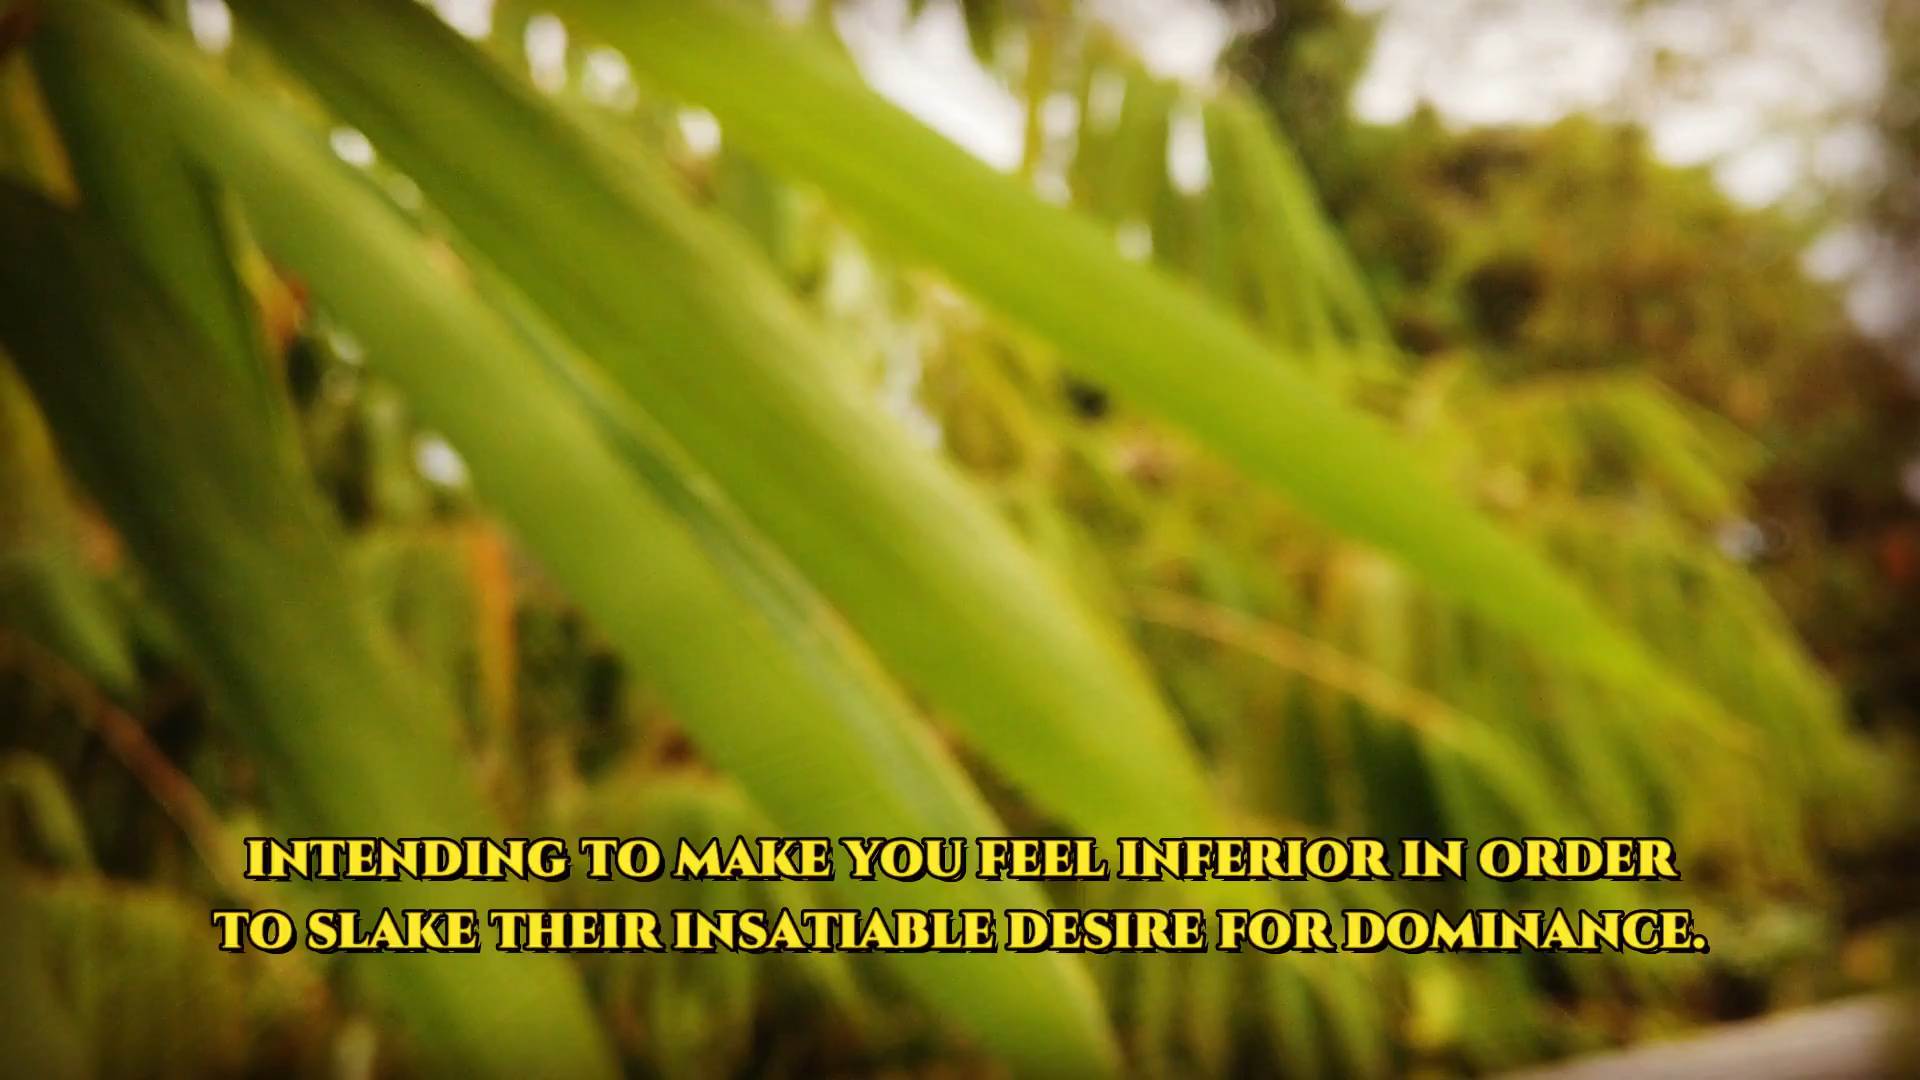 INTENDING TO MAKE YOU FEEL INFERIOR IN ORDER
TO SLAKE THEIR INSATIABLE DESIRE FOR DOMINANCE.